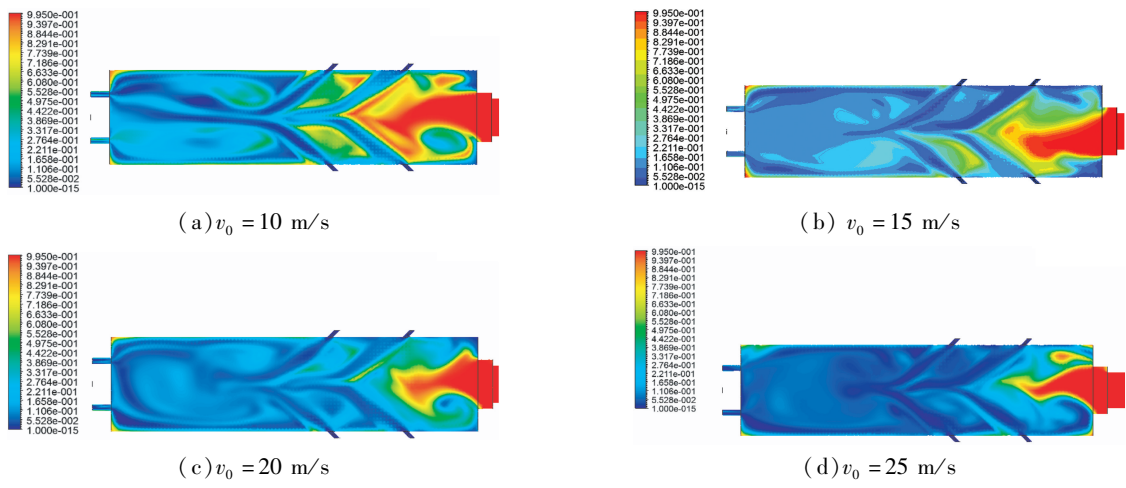 9.950e-001
9.397e-001
8.844e-001
8.291e-001
7.739e-001
7.186e-001
6.633e-001
6.080e-001
5.528e-001
4.975e-001
4.422e-001
3.869e-001
3.317e-001
2.764e-001
2.211e-001
1.658e-001
1.106e-001
5.528e-002
1.000e-015
(a) v₀ = 10 m/s
9.950e-001
9.397e-001
8.844e-001
8.291e-001
7.739e-001
7.186e-001
6.633e-001
6.080e-001
5.528e-001
4.975e-001
4.422e-001
3.869e-001
3.317e-001
2.764e-001
2.211e-001
1.658e-001
1.106e-001
5.528e-002
1.000e-015
(b) v₀ = 15 m/s
9.950e-001
9.397e-001
8.844e-001
8.291e-001
7.739e-001
7.186e-001
6.633e-001
6.080e-001
5.528e-001
4.975e-001
4.422e-001
3.869e-001
3.317e-001
2.764e-001
2.211e-001
1.658e-001
1.106e-001
5.528e-002
1.000e-015
(c) v₀ = 20 m/s
9.950e-001
9.397e-001
8.844e-001
8.291e-001
7.739e-001
7.186e-001
6.633e-001
6.080e-001
5.528e-001
4.975e-001
4.422e-001
3.869e-001
3.317e-001
2.764e-001
2.211e-001
1.658e-001
1.106e-001
5.528e-002
1.000e-015
(d) v₀ = 25 m/s